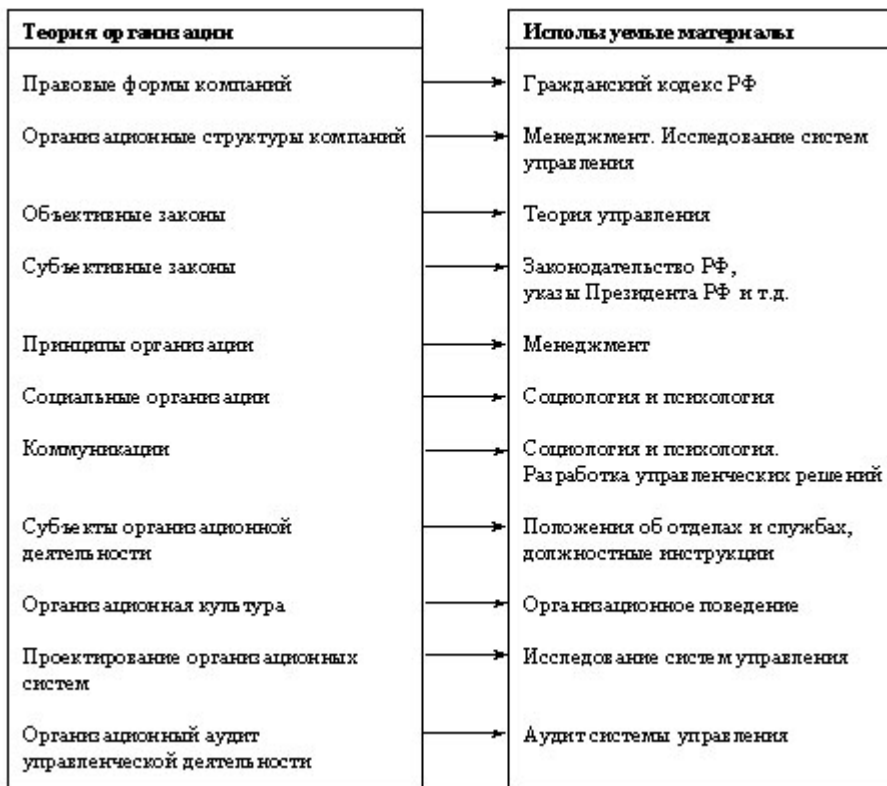 Теория организации
Используемые материалы
Правовые формы компаний
Гражданский кодекс РФ
Организационные структуры компаний
Менеджмент. Исследование систем
управления
Объективные законы
Теория управления
Субъективные законы
Законодательство РФ,
указы Президента РФ и т.д.
Принципы организации
Менеджмент
Социальные организации
Социология и психология
Коммуникации
Социология и психология.
Разработка управленческих решений
Субъекты организационной
деятельности
Положения об отделах и службах,
должностные инструкции
Организационная культура
Организационное поведение
Проектирование организационных
систем
Исследование систем управления
Организационный аудит
управленческой деятельности
Аудит системы управления